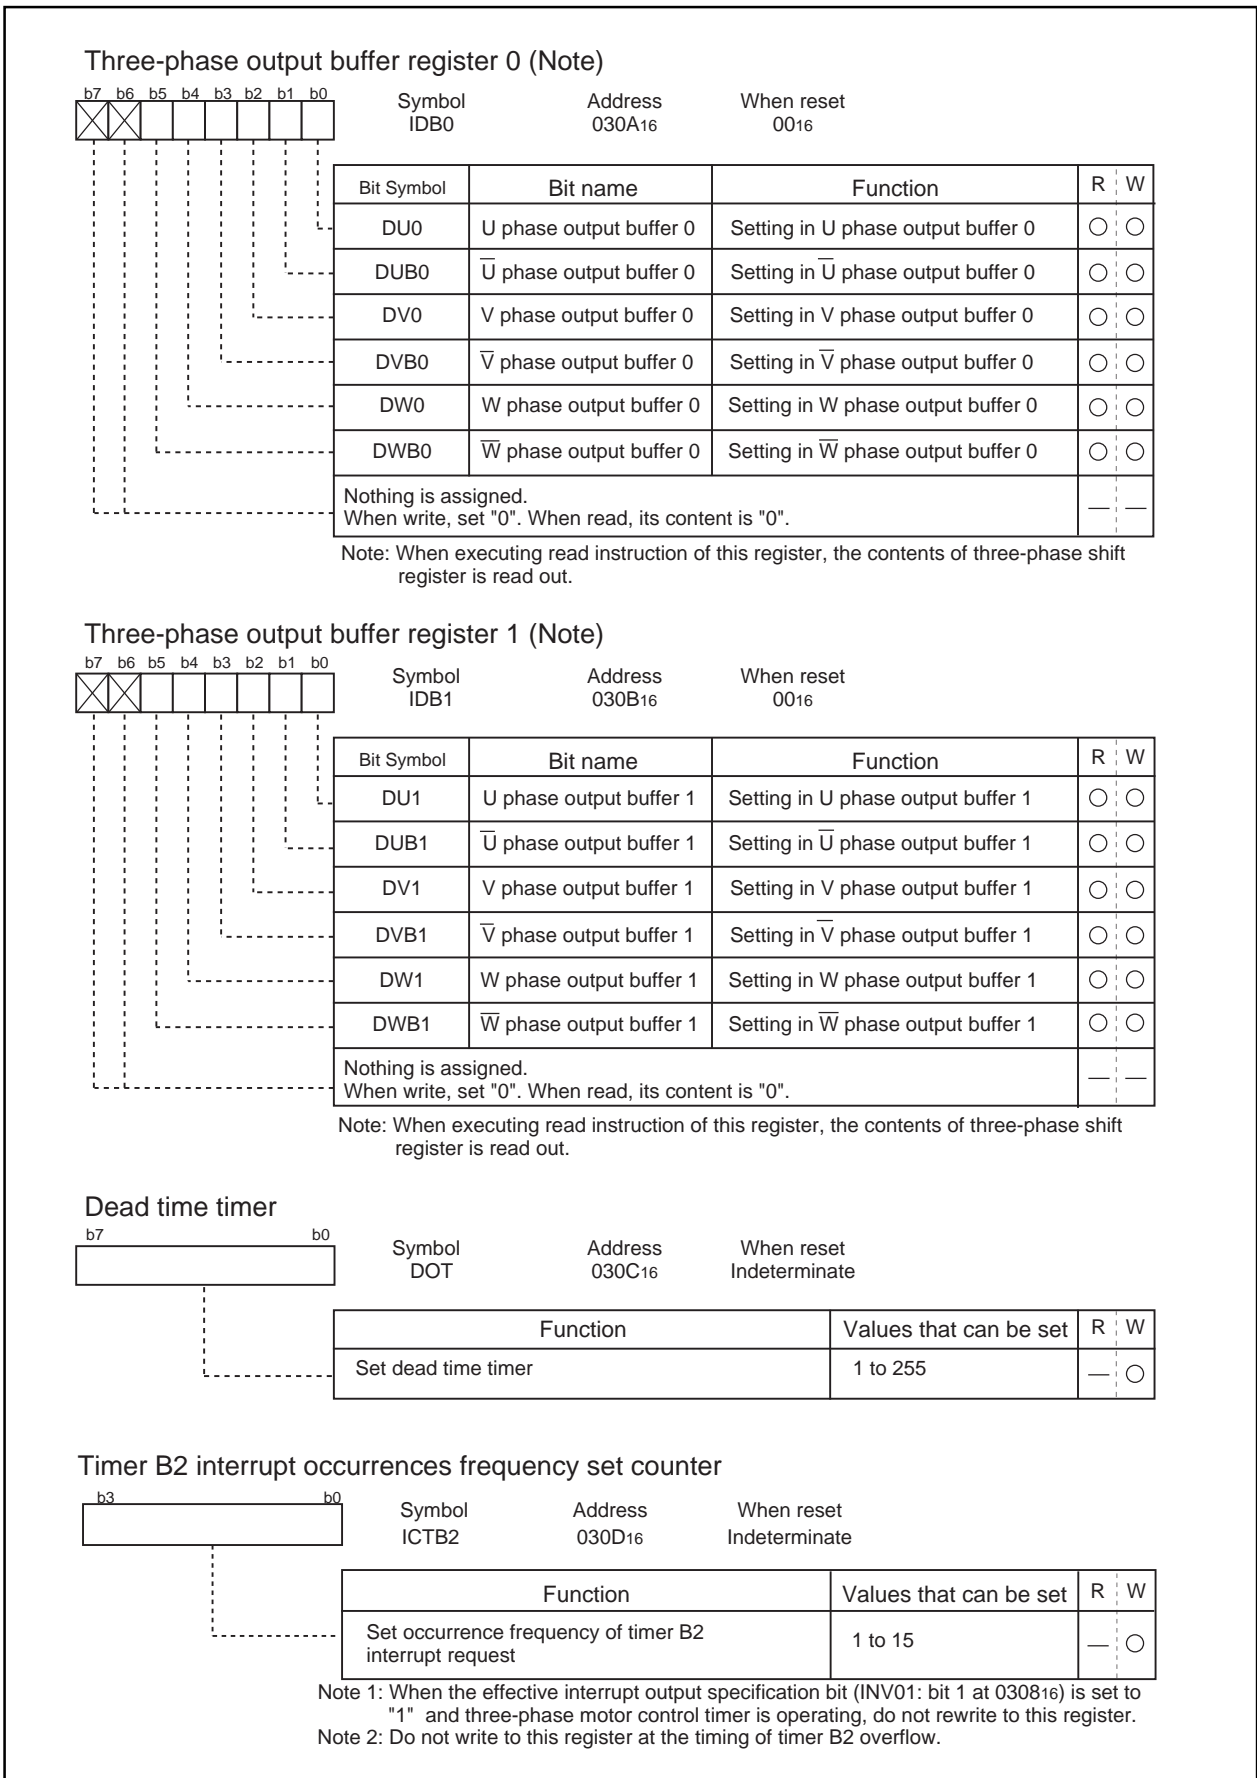 Three-phase output buffer register 0 (Note)
b7 b6 b5 b4 b3 b2 b1 b0
Symbol Address When reset
IDB0 030A16 0016
Bit Symbol Bit name Function R W
DU0 U phase output buffer 0 Setting in U phase output buffer 0 ○ ○
DUB0 U̅ phase output buffer 0 Setting in U̅ phase output buffer 0 ○ ○
DV0 V phase output buffer 0 Setting in V phase output buffer 0 ○ ○
DVB0 V̅ phase output buffer 0 Setting in V̅ phase output buffer 0 ○ ○
DW0 W phase output buffer 0 Setting in W phase output buffer 0 ○ ○
DWB0 W̅ phase output buffer 0 Setting in W̅ phase output buffer 0 ○ ○
Nothing is assigned.
When write, set "0". When read, its content is "0". — —
Note: When executing read instruction of this register, the contents of three-phase shift
register is read out.
Three-phase output buffer register 1 (Note)
b7 b6 b5 b4 b3 b2 b1 b0
Symbol Address When reset
IDB1 030B16 0016
Bit Symbol Bit name Function R W
DU1 U phase output buffer 1 Setting in U phase output buffer 1 ○ ○
DUB1 U̅ phase output buffer 1 Setting in U̅ phase output buffer 1 ○ ○
DV1 V phase output buffer 1 Setting in V phase output buffer 1 ○ ○
DVB1 V̅ phase output buffer 1 Setting in V̅ phase output buffer 1 ○ ○
DW1 W phase output buffer 1 Setting in W phase output buffer 1 ○ ○
DWB1 W̅ phase output buffer 1 Setting in W̅ phase output buffer 1 ○ ○
Nothing is assigned.
When write, set "0". When read, its content is "0". — —
Note: When executing read instruction of this register, the contents of three-phase shift
register is read out.
Dead time timer
b7 b0
Symbol Address When reset
DOT 030C16 Indeterminate
Function Values that can be set R W
Set dead time timer 1 to 255 — ○
Timer B2 interrupt occurrences frequency set counter
b3 b0
Symbol Address When reset
ICTB2 030D16 Indeterminate
Function Values that can be set R W
Set occurrence frequency of timer B2
interrupt request 1 to 15 — ○
Note 1: When the effective interrupt output specification bit (INV01: bit 1 at 030816) is set to
"1" and three-phase motor control timer is operating, do not rewrite to this register.
Note 2: Do not write to this register at the timing of timer B2 overflow.